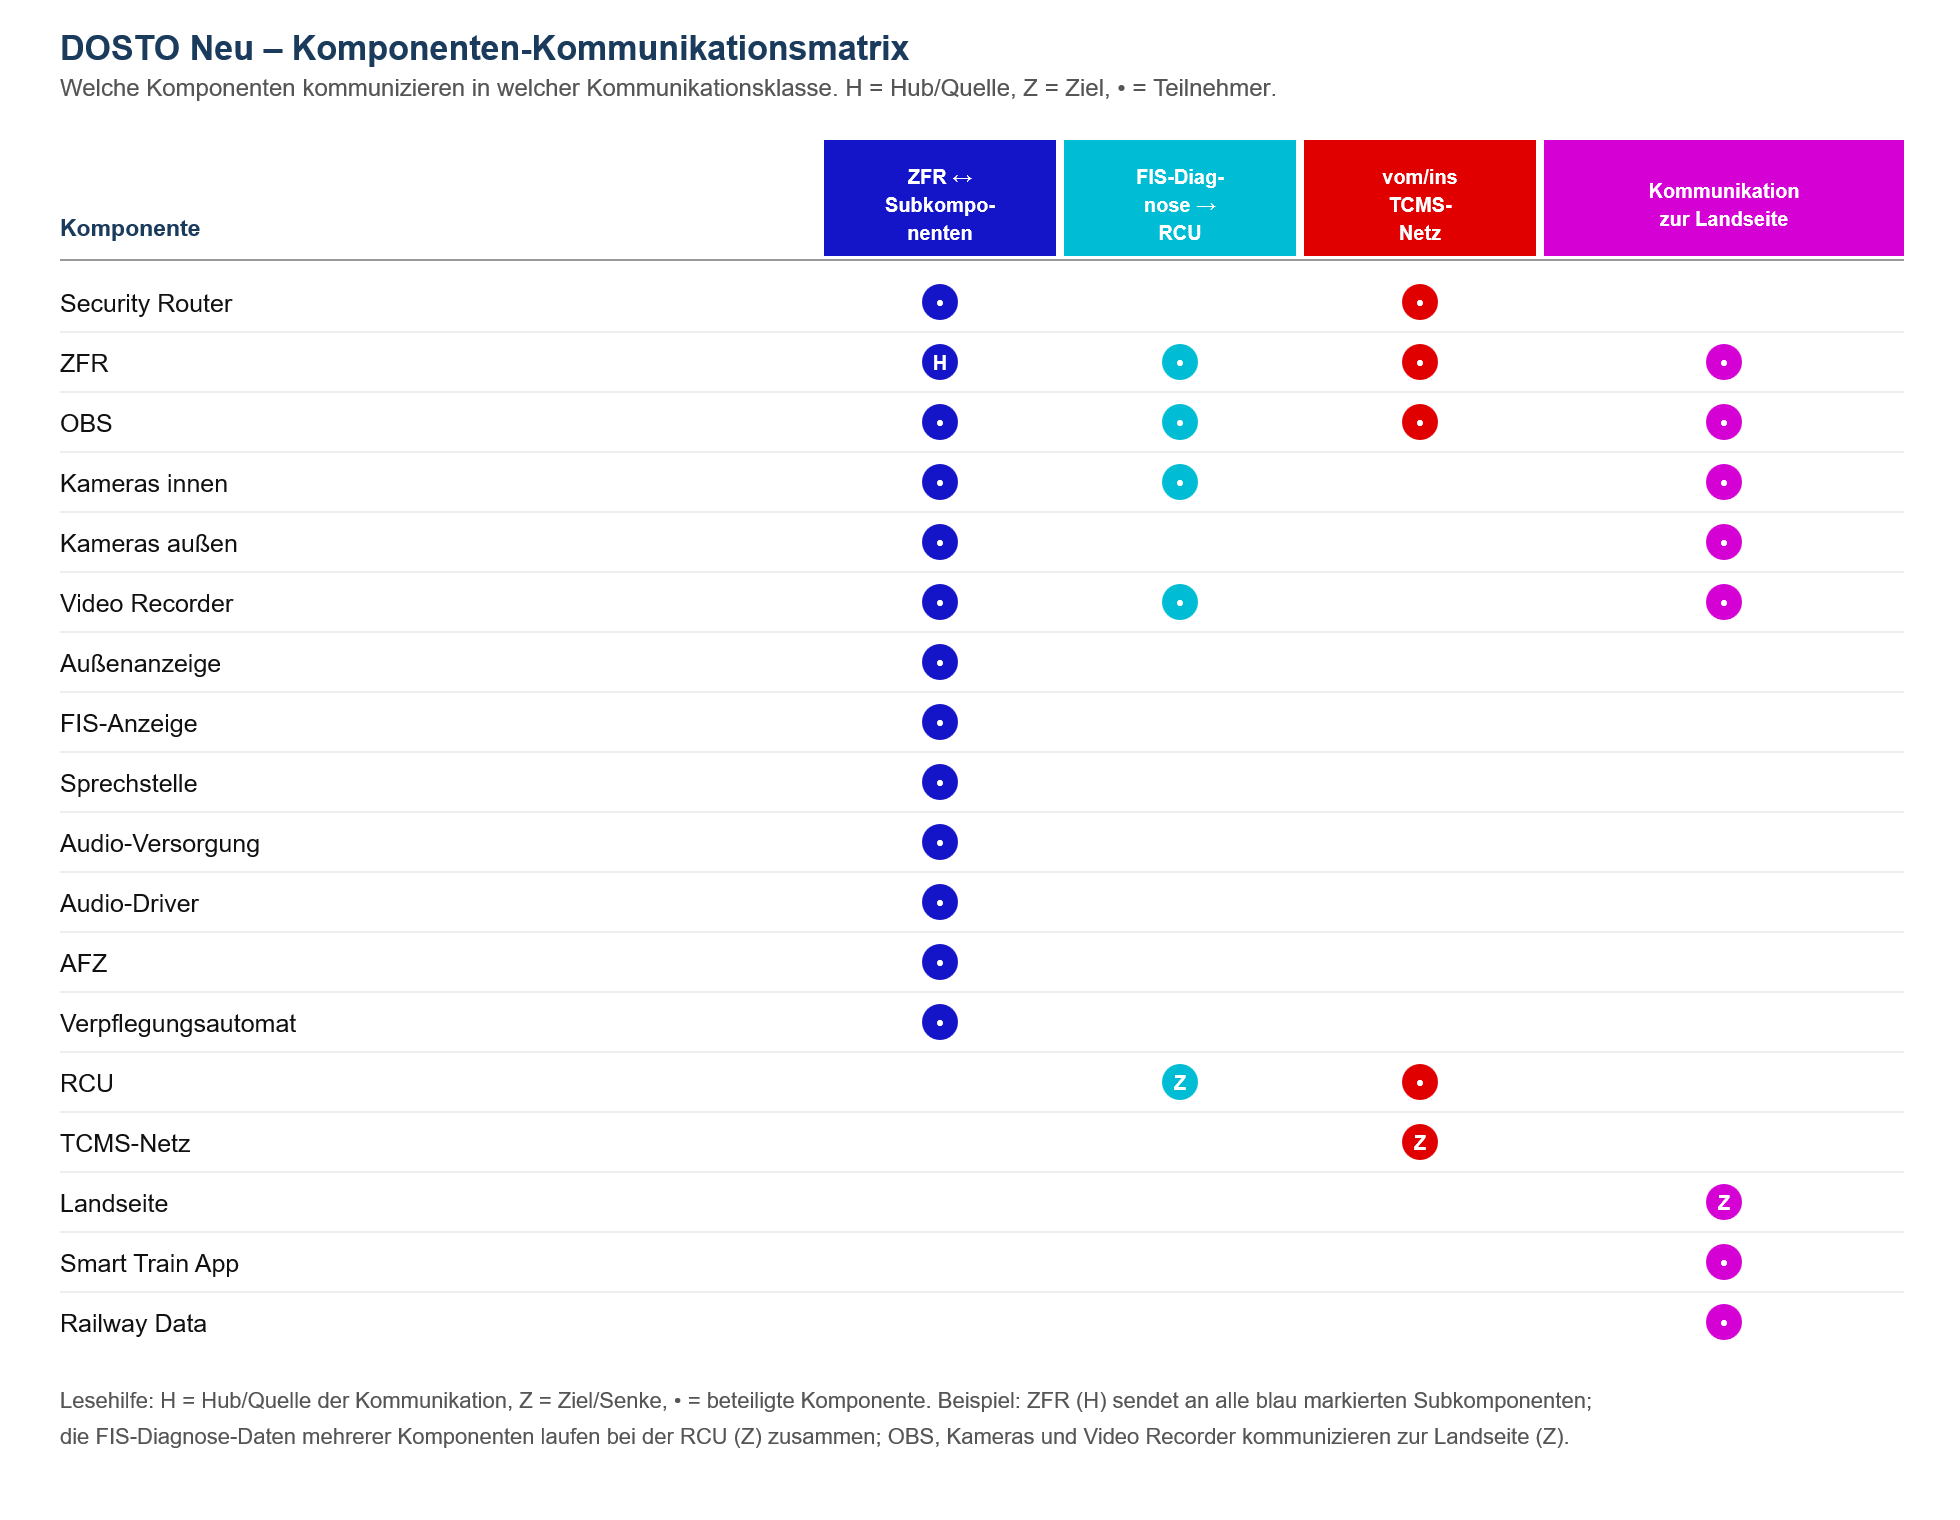 DOSTO Neu – Komponenten-Kommunikationsmatrix
Welche Komponenten kommunizieren in welcher Kommunikationsklasse. H = Hub/Quelle, Z = Ziel, • = Teilnehmer.
Komponente
ZFR ↔
Subkompo-
nenten
FIS-Diag-
nose →
RCU
vom/ins
TCMS-
Netz
Kommunikation
zur Landseite
Security Router • •
ZFR H • • •
OBS • • • •
Kameras innen • • •
Kameras außen • •
Video Recorder • • •
Außenanzeige •
FIS-Anzeige •
Sprechstelle •
Audio-Versorgung •
Audio-Driver •
AFZ •
Verpflegungsautomat •
RCU Z •
TCMS-Netz Z
Landseite Z
Smart Train App •
Railway Data •
Lesehilfe: H = Hub/Quelle der Kommunikation, Z = Ziel/Senke, • = beteiligte Komponente. Beispiel: ZFR (H) sendet an alle blau markierten Subkomponenten;
die FIS-Diagnose-Daten mehrerer Komponenten laufen bei der RCU (Z) zusammen; OBS, Kameras und Video Recorder kommunizieren zur Landseite (Z).